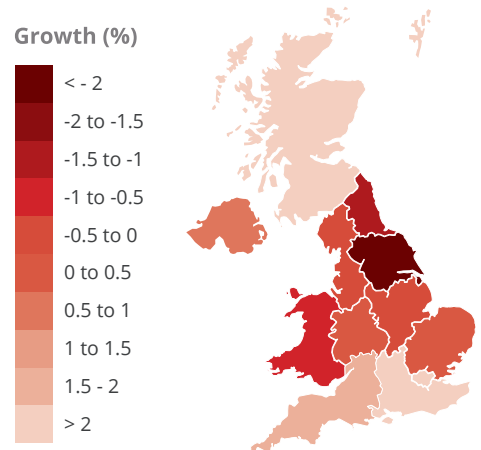 Growth (%)
< - 2
-2 to -1.5
-1.5 to -1
-1 to -0.5
-0.5 to 0
0 to 0.5
0.5 to 1
1 to 1.5
1.5 - 2
> 2